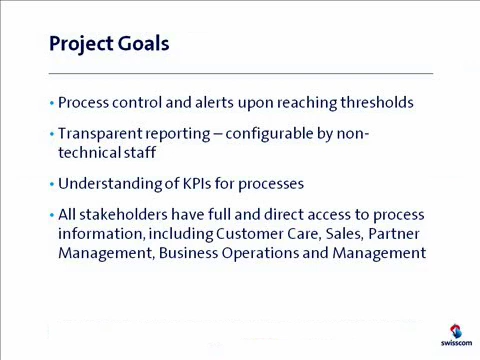 Project Goals
• Process control and alerts upon reaching thresholds
• Transparent reporting – configurable by non-
technical staff
• Understanding of KPIs for processes
• All stakeholders have full and direct access to process
information, including Customer Care, Sales, Partner
Management, Business Operations and Management
swisscom